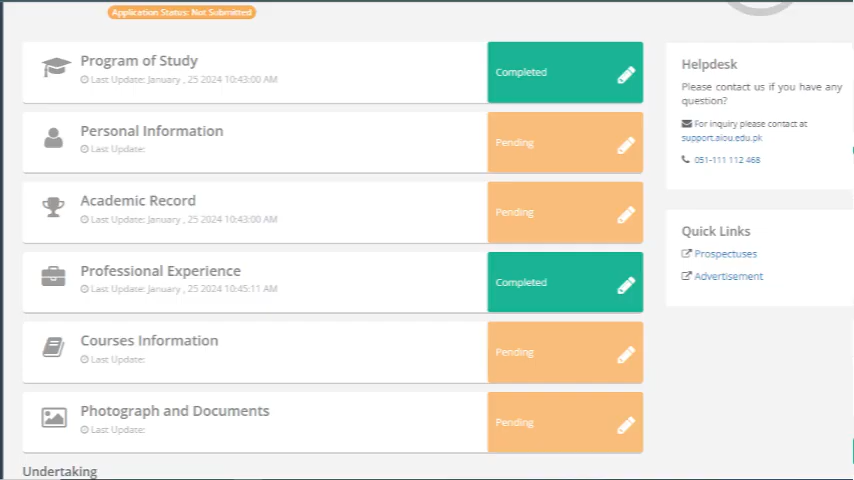 Application Status: Not Submitted
Program of Study
Last Update: January , 25 2024 10:43:00 AM
Completed
Personal Information
Last Update:
Pending
Academic Record
Last Update: January , 25 2024 10:43:00 AM
Pending
Professional Experience
Last Update: January , 25 2024 10:45:11 AM
Completed
Courses Information
Last Update:
Pending
Photograph and Documents
Last Update:
Pending
Undertaking
Helpdesk
Please contact us if you have any
question?
For inquiry please contact at
support.aiou.edu.pk
051-111 112 468
Quick Links
Prospectuses
Advertisement